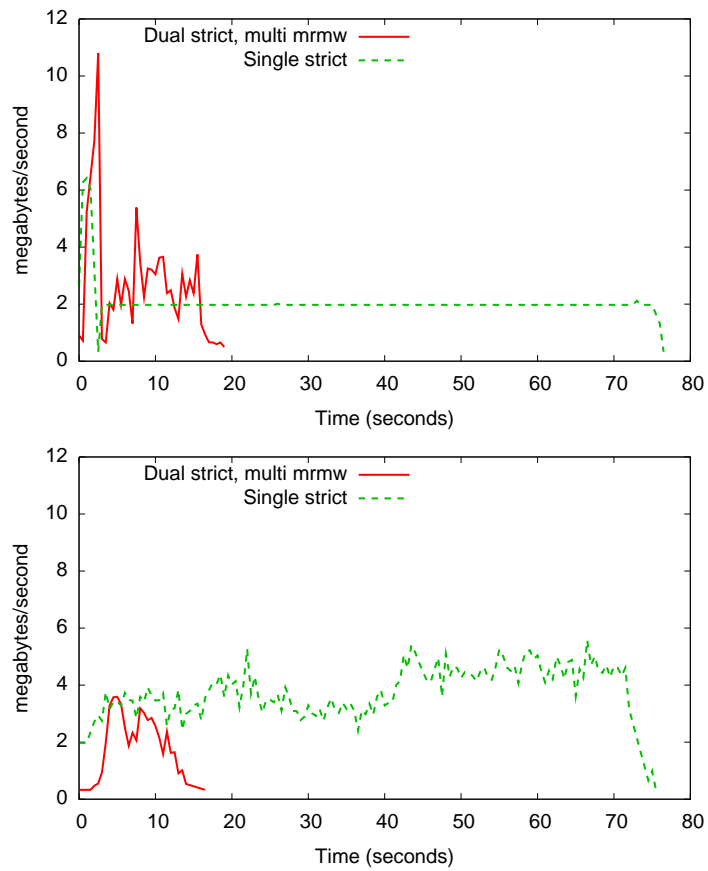 12
10
8
6
4
2
0
megabytes/second
Dual strict, multi mrmw
Single strict
0 10 20 30 40 50 60 70 80
Time (seconds)
12
10
8
6
4
2
0
megabytes/second
Dual strict, multi mrmw
Single strict
0 10 20 30 40 50 60 70 80
Time (seconds)